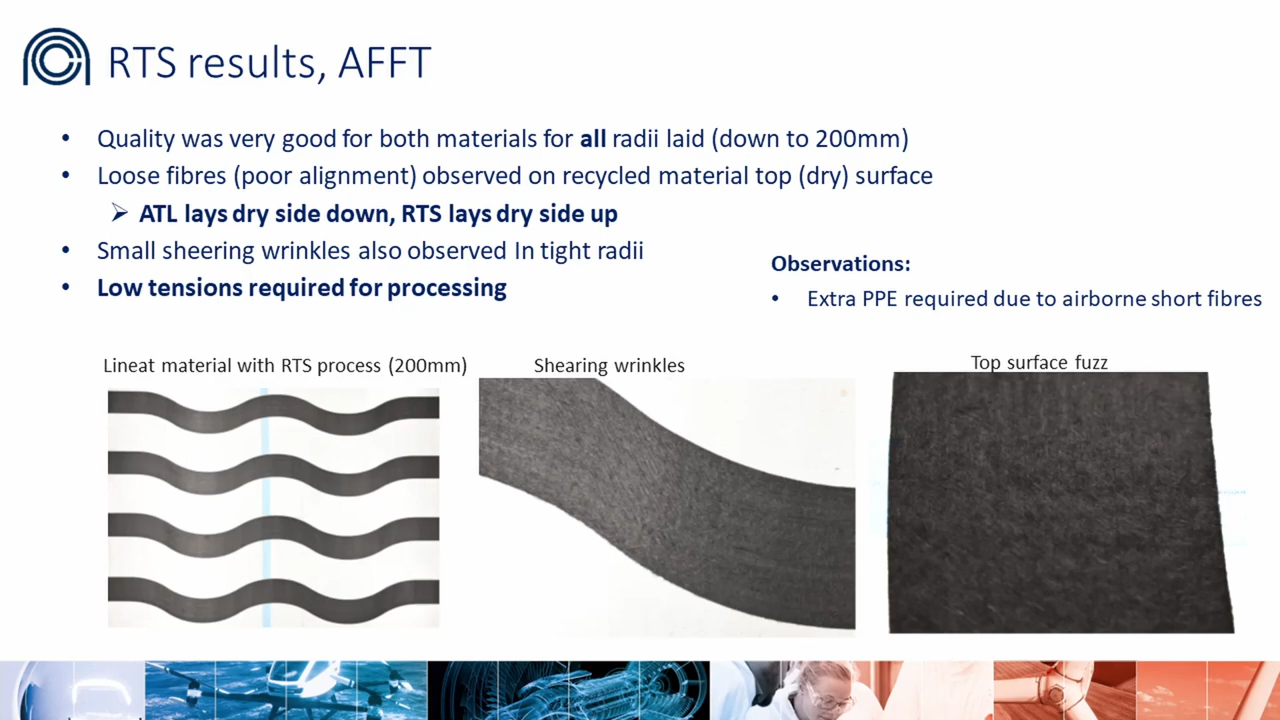 RTS results, AFFT
• Quality was very good for both materials for all radii laid (down to 200mm)
• Loose fibres (poor alignment) observed on recycled material top (dry) surface
➢ ATL lays dry side down, RTS lays dry side up
• Small sheering wrinkles also observed In tight radii
• Low tensions required for processing
Observations:
• Extra PPE required due to airborne short fibres
Lineat material with RTS process (200mm)
Shearing wrinkles
Top surface fuzz